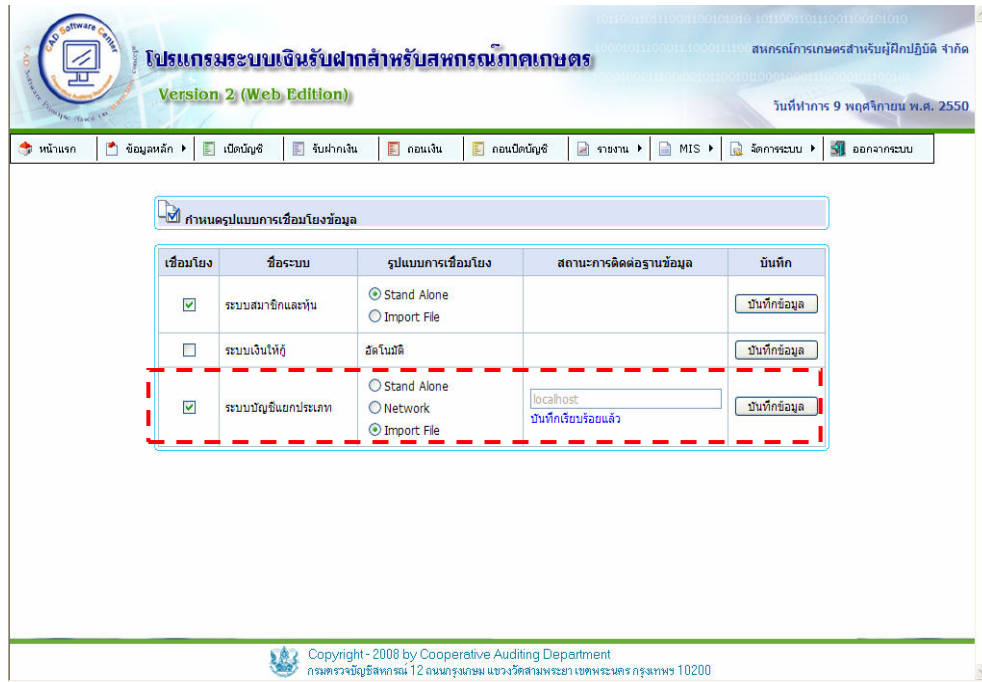 สหกรณ์การเกษตรสำหรับผู้ฝึกปฏิบัติ จำกัด
CAD Software Center
โปรแกรมระบบเงินรับฝากสำหรับสหกรณ์ภาคเกษตร
Version 2 (Web Edition)
วันที่ทำการ 9 พฤศจิกายน พ.ศ. 2550
หน้าแรก ข้อมูลหลัก เปิดบัญชี รับฝากเงิน ถอนเงิน ถอนปิดบัญชี รายงาน MIS จัดการระบบ ออกจากระบบ
กำหนดรูปแบบการเชื่อมโยงข้อมูล
เชื่อมโยง ชื่อระบบ รูปแบบการเชื่อมโยง สถานะการติดต่อฐานข้อมูล บันทึก
ระบบสมาชิกและหุ้น Stand Alone บันทึกข้อมูล
Import File
ระบบเงินให้กู้ อัตโนมัติ บันทึกข้อมูล
Stand Alone
ระบบบัญชีแยกประเภท Network localhost บันทึกข้อมูล
บันทึกเรียบร้อยแล้ว
Import File
Copyright - 2008 by Cooperative Auditing Department
กรมตรวจบัญชีสหกรณ์ 12 ถนนกรุงเกษม แขวงวัดสามพระยา เขตพระนคร กรุงเทพฯ 10200